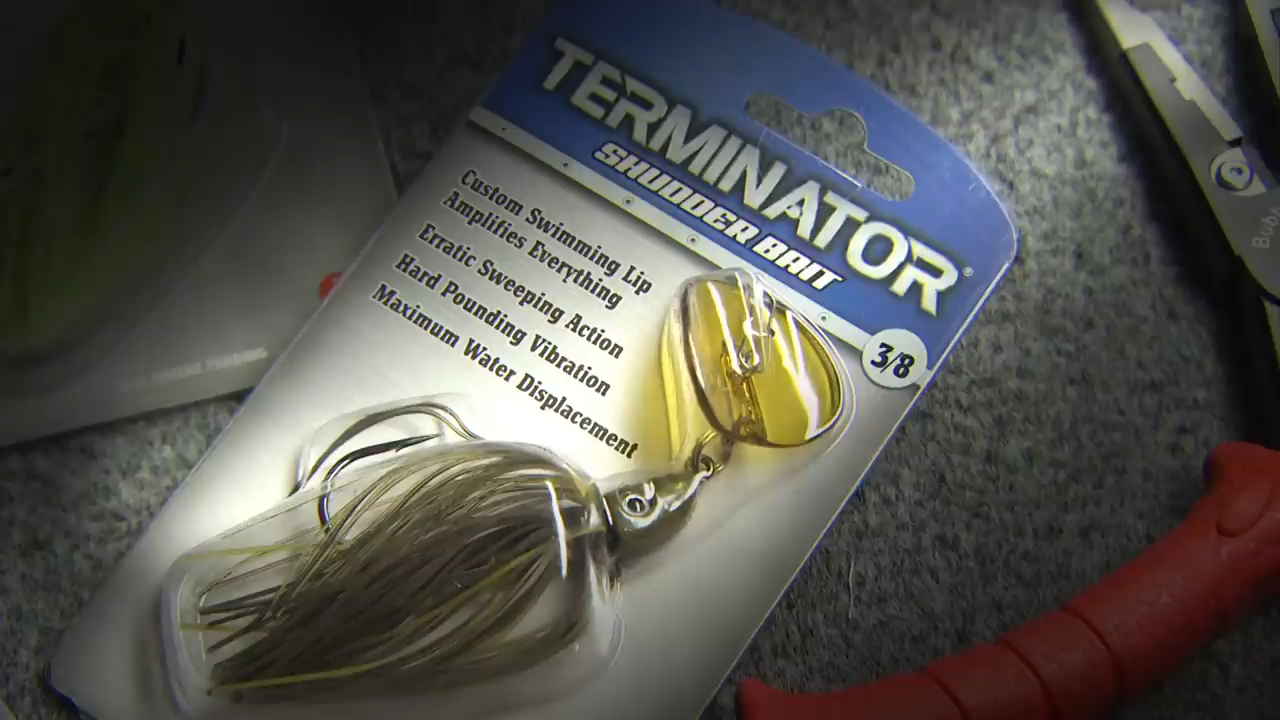 TERMINATOR®
SHUDDER BAIT
3/8
Custom Swimming Lip
Amplifies Everything
Erratic Sweeping Action
Hard Pounding Vibration
Maximum Water Displacement